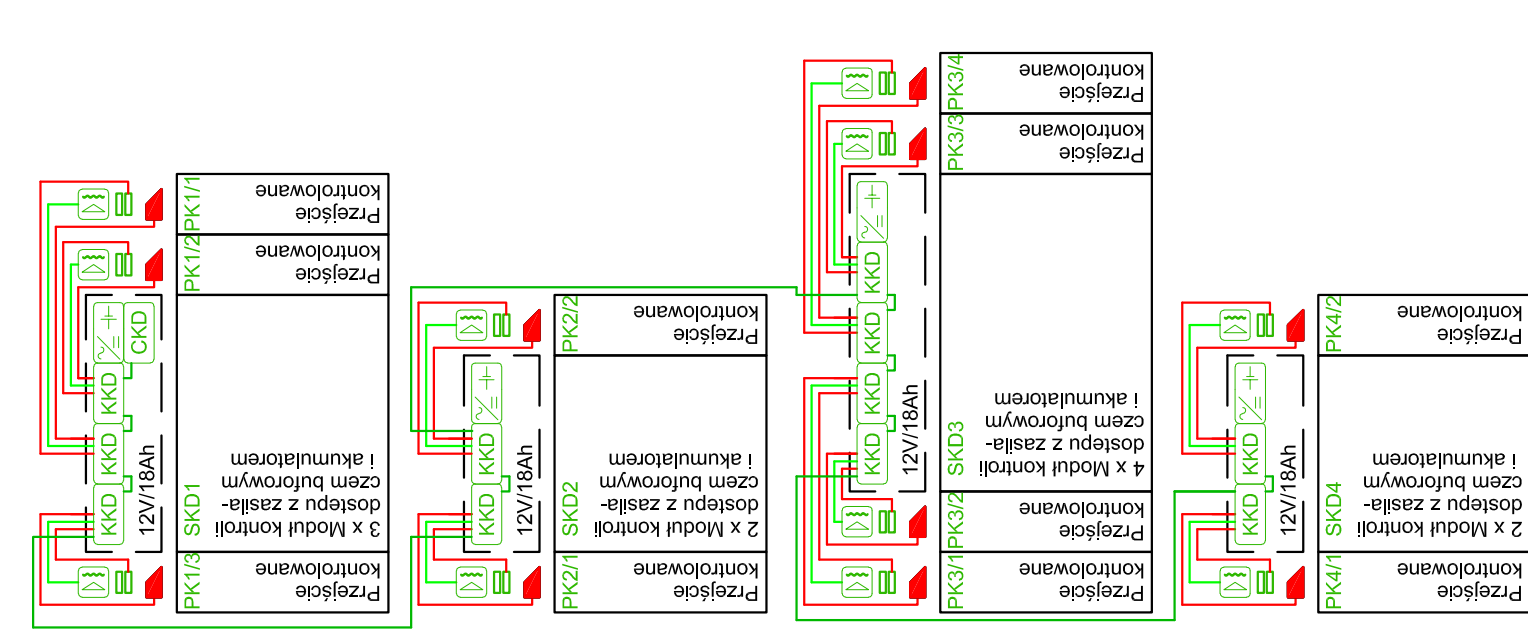 PK1/1
Przejście
kontrolowane
PK1/2
Przejście
kontrolowane
CKD
KKD
KKD
KKD
12V/18Ah
SKD1
3 x Moduł kontroli
dostępu z zasila-
czem buforowym
i akumulatorem
PK1/3
Przejście
kontrolowane
PK2/2
Przejście
kontrolowane
KKD
KKD
12V/18Ah
SKD2
2 x Moduł kontroli
dostępu z zasila-
czem buforowym
i akumulatorem
PK2/1
Przejście
kontrolowane
PK3/4
Przejście
kontrolowane
PK3/3
Przejście
kontrolowane
KKD
KKD
KKD
KKD
12V/18Ah
SKD3
4 x Moduł kontroli
dostępu z zasila-
czem buforowym
i akumulatorem
PK3/2
Przejście
kontrolowane
PK3/1
Przejście
kontrolowane
PK4/2
Przejście
kontrolowane
KKD
KKD
12V/18Ah
SKD4
2 x Moduł kontroli
dostępu z zasila-
czem buforowym
i akumulatorem
PK4/1
Przejście
kontrolowane